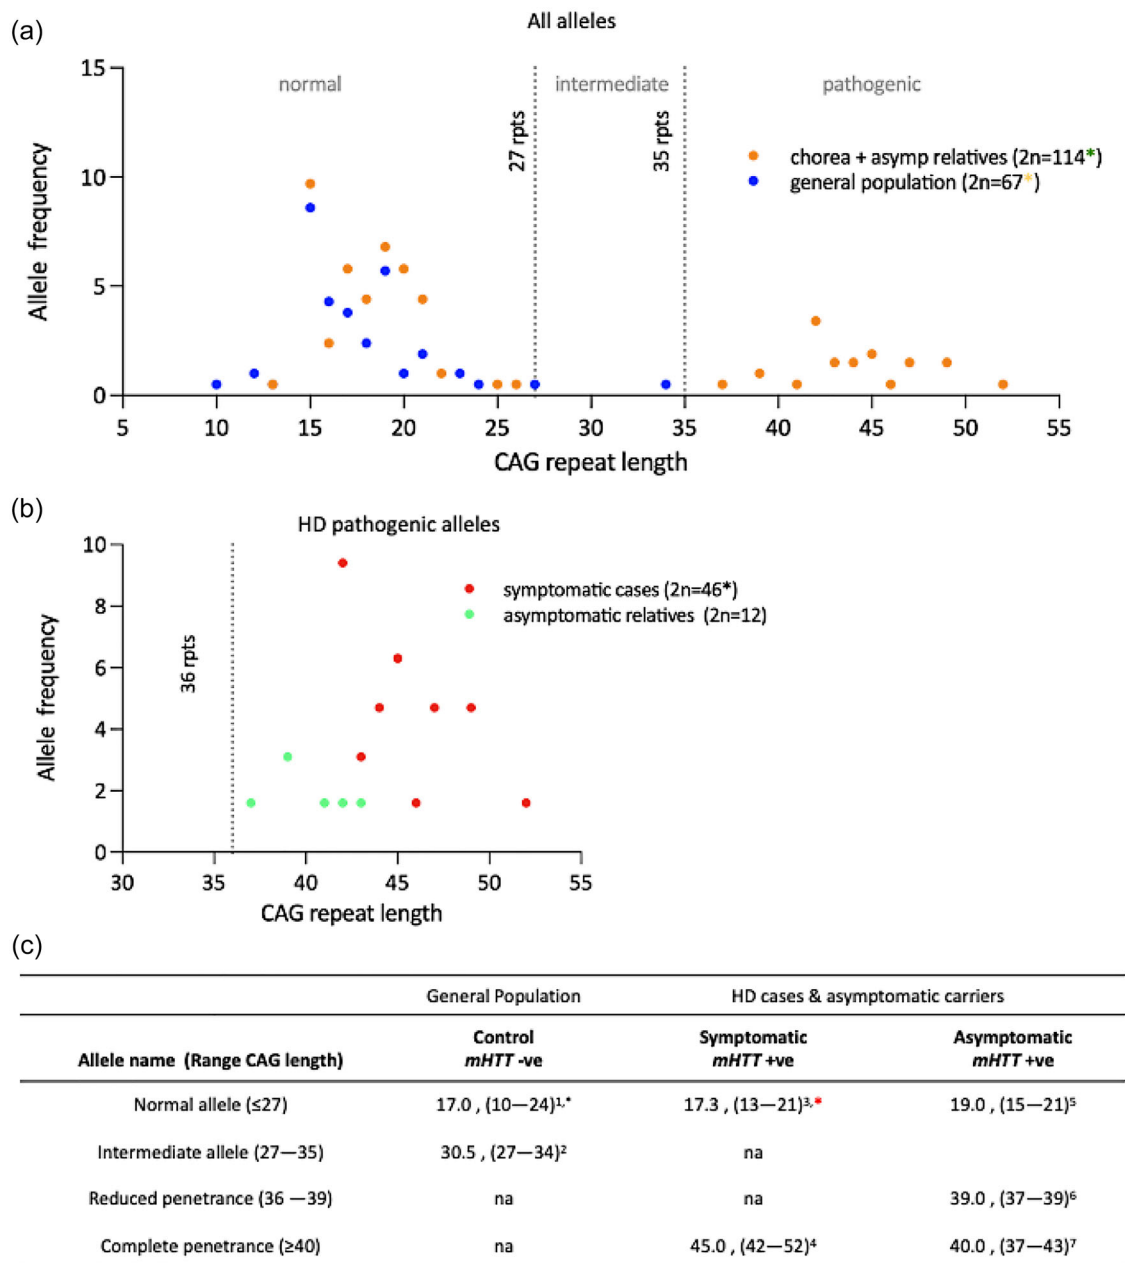 (a)
All alleles
15
10
5
0
Allele frequency
normal
intermediate
pathogenic
27 rpts
35 rpts
chorea + asymp relatives (2n=114*)
general population (2n=67*)
5 10 15 20 25 30 35 40 45 50 55
CAG repeat length
(b)
HD pathogenic alleles
10
8
6
4
2
0
Allele frequency
36 rpts
symptomatic cases (2n=46*)
asymptomatic relatives (2n=12)
30 35 40 45 50 55
CAG repeat length
(c)
General Population HD cases & asymptomatic carriers
Control Symptomatic Asymptomatic
Allele name (Range CAG length) mHTT -ve mHTT +ve mHTT +ve
Normal allele (≤27) 17.0 , (10—24)¹,* 17.3 , (13—21)³,* 19.0 , (15—21)⁵
Intermediate allele (27—35) 30.5 , (27—34)² na
Reduced penetrance (36 —39) na na 39.0 , (37—39)⁶
Complete penetrance (≥40) na 45.0 , (42—52)⁴ 40.0 , (37—43)⁷